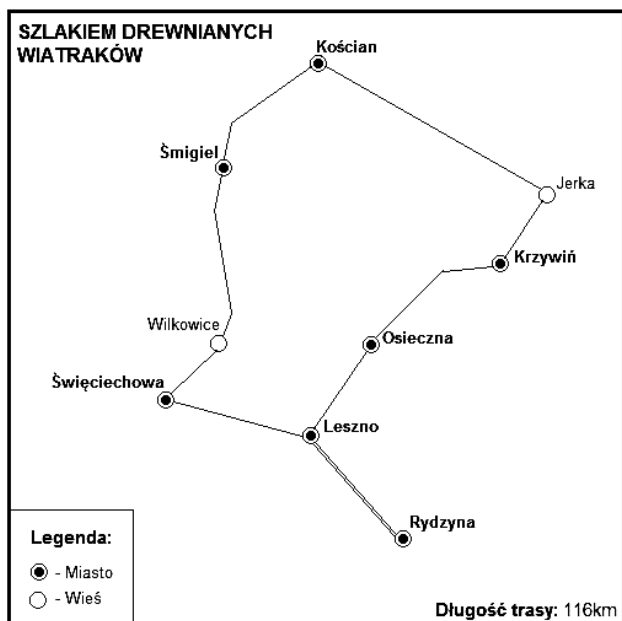 SZLAKIEM DREWNIANYCH
WIATRAKÓW
Kościan
Śmigiel
Jerka
Krzywiń
Wilkowice
Osieczna
Święciechowa
Leszno
Rydzyna
Legenda:
- Miasto
- Wieś
Długość trasy: 116km